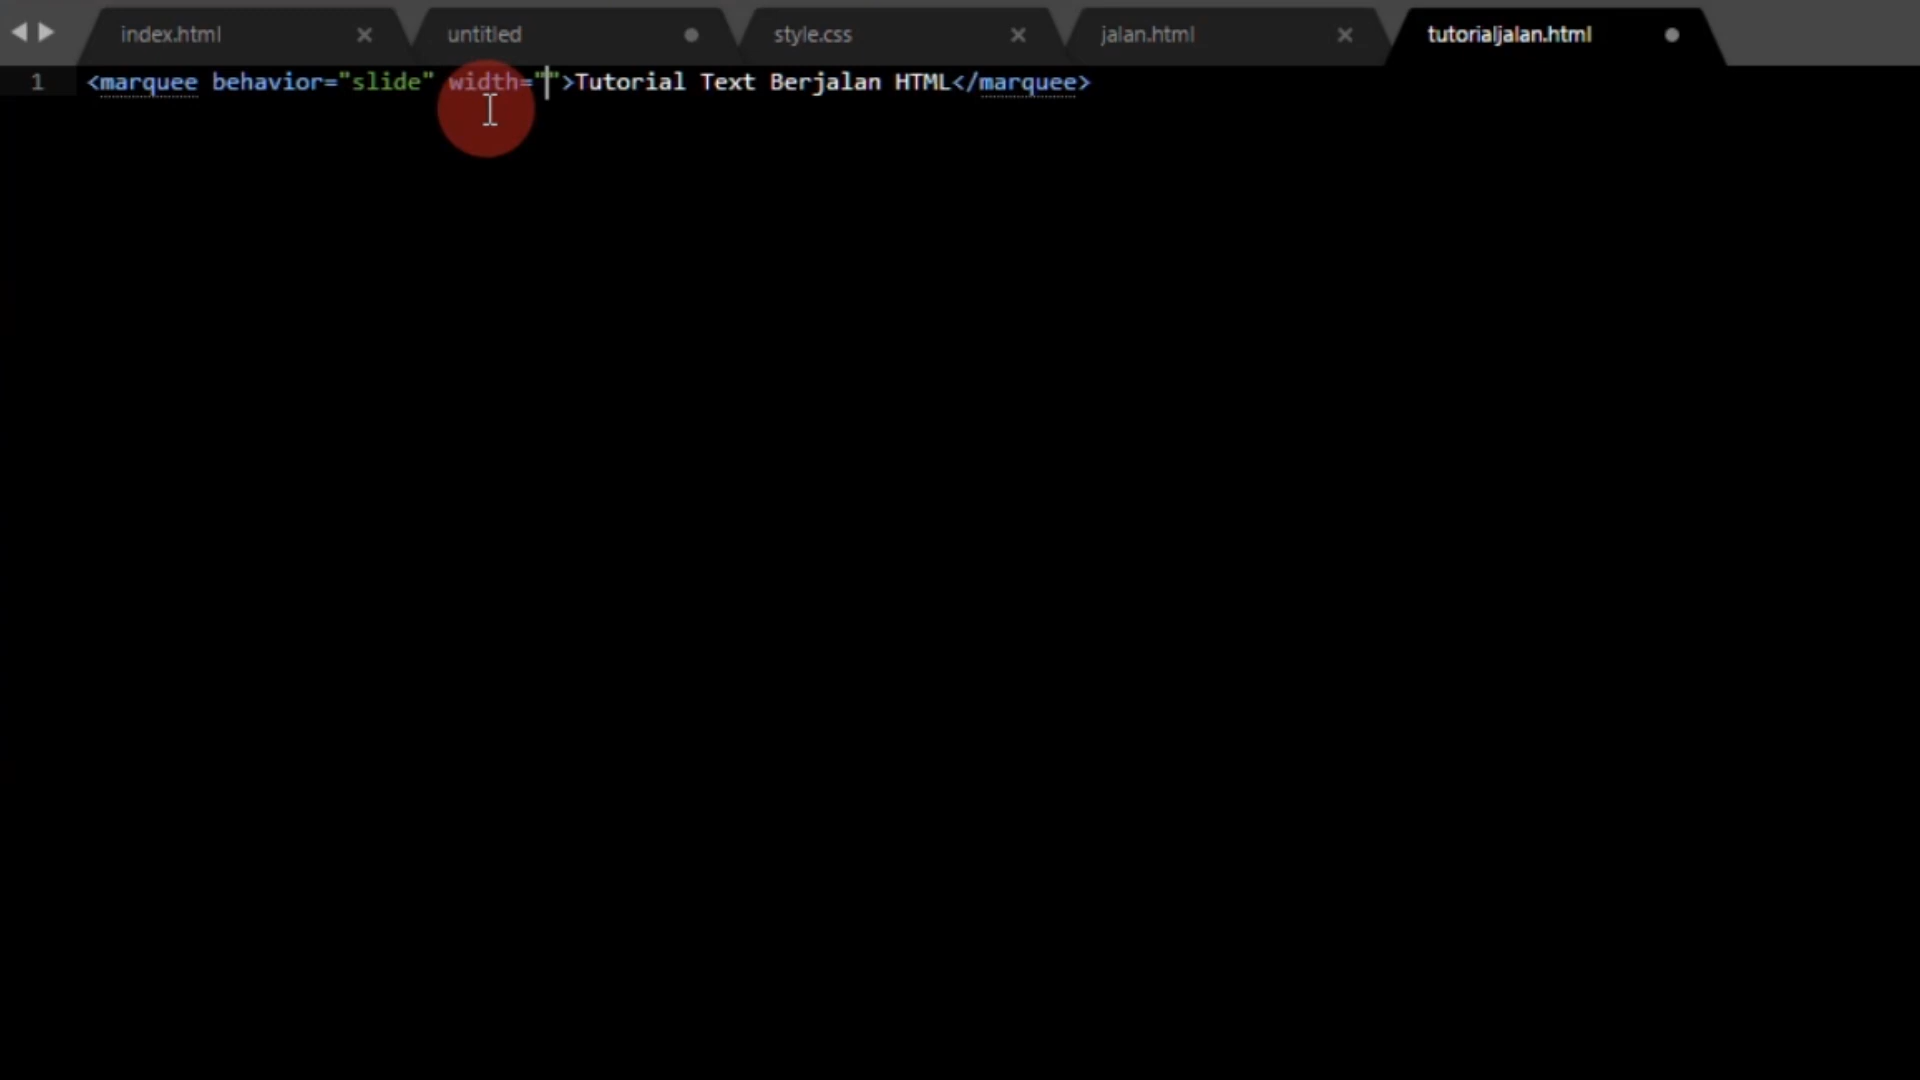 index.html untitled style.css jalan.html tutorialjalan.html
1 <marquee behavior="slide" width="">Tutorial Text Berjalan HTML</marquee>